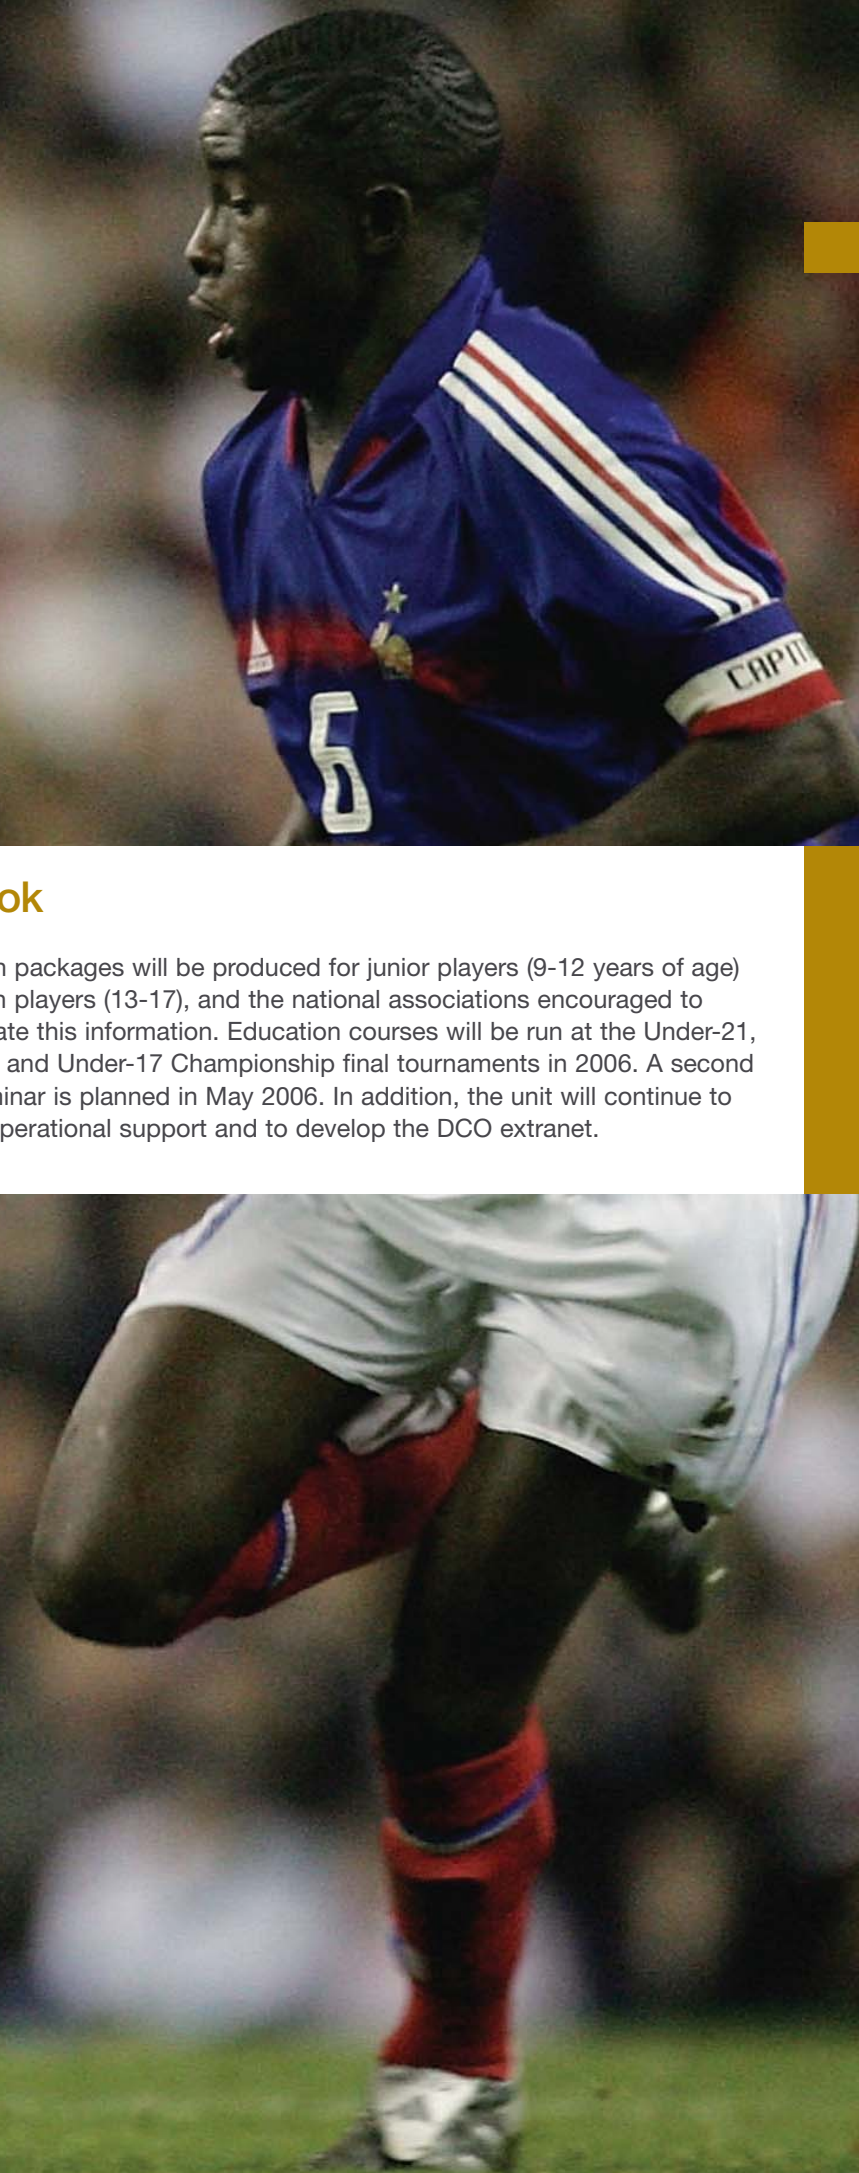 6
ok
packages will be produced for junior players (9-12 years of age)
players (13-17), and the national associations encouraged to
ate this information. Education courses will be run at the Under-21,
and Under-17 Championship final tournaments in 2006. A second
inar is planned in May 2006. In addition, the unit will continue to
perational support and to develop the DCO extranet.